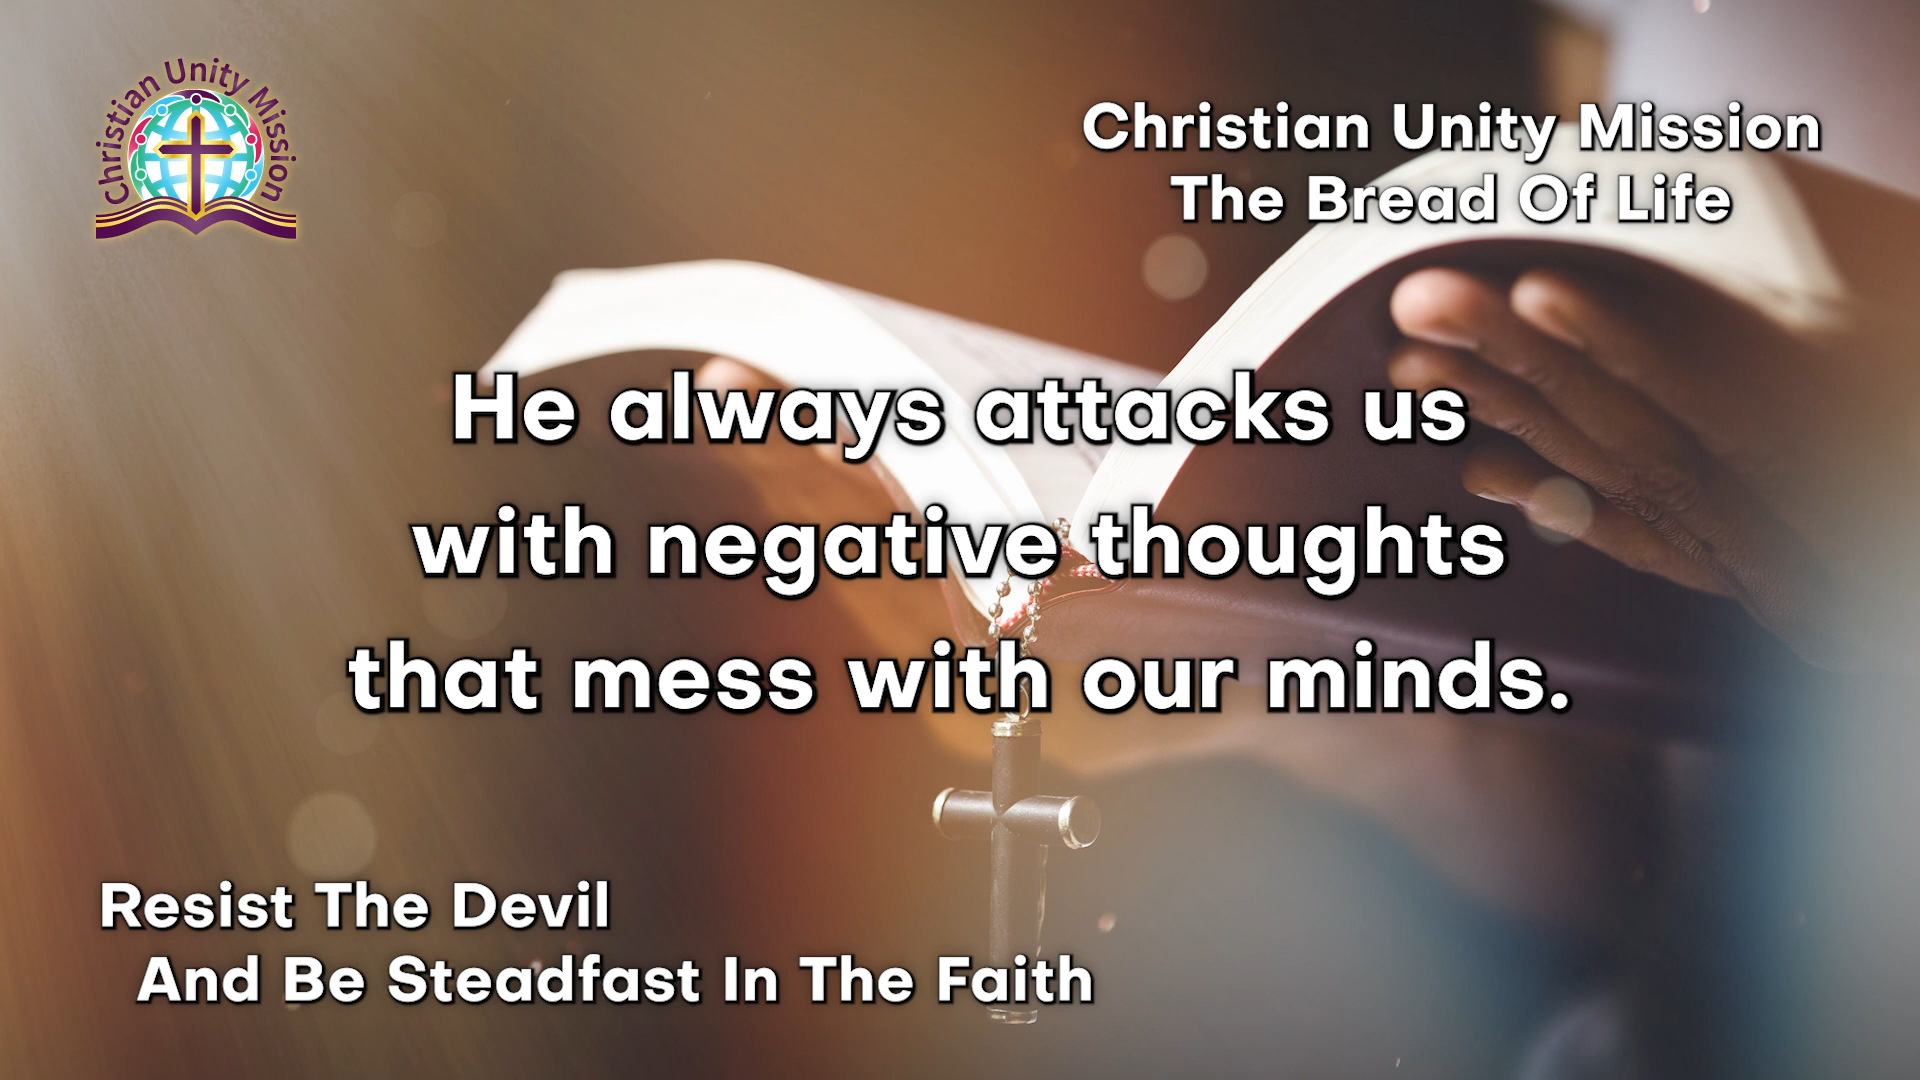 Christian Unity Mission
Christian Unity Mission
The Bread Of Life
He always attacks us
with negative thoughts
that mess with our minds.
Resist The Devil
And Be Steadfast In The Faith